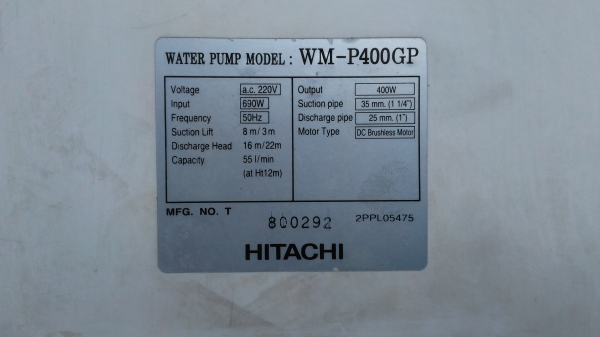 WATER PUMP MODEL : WM-P400GP
Voltage a.c. 220V
Input 690W
Frequency 50Hz
Suction Lift 8 m / 3 m
Discharge Head 16 m/22m
Capacity 55 l/min
(at Ht12m)
Output 400W
Suction pipe 35 mm. (1 1/4")
Discharge pipe 25 mm. (1")
Motor Type DC Brushless Motor
MFG. NO. T 800292 2PPL05475
HITACHI